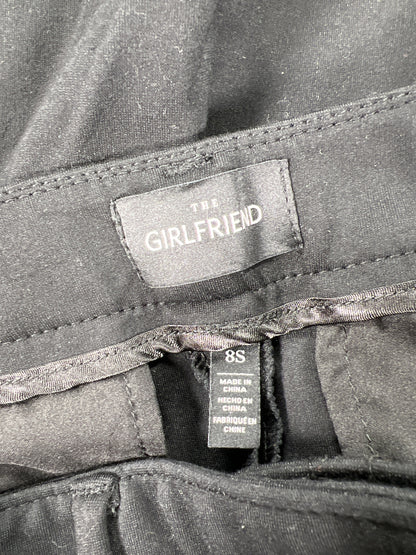 THE
GIRLFRIEND
8S
MADE IN
CHINA
HECHO EN
CHINA
FABRIQUÉ EN
CHINE